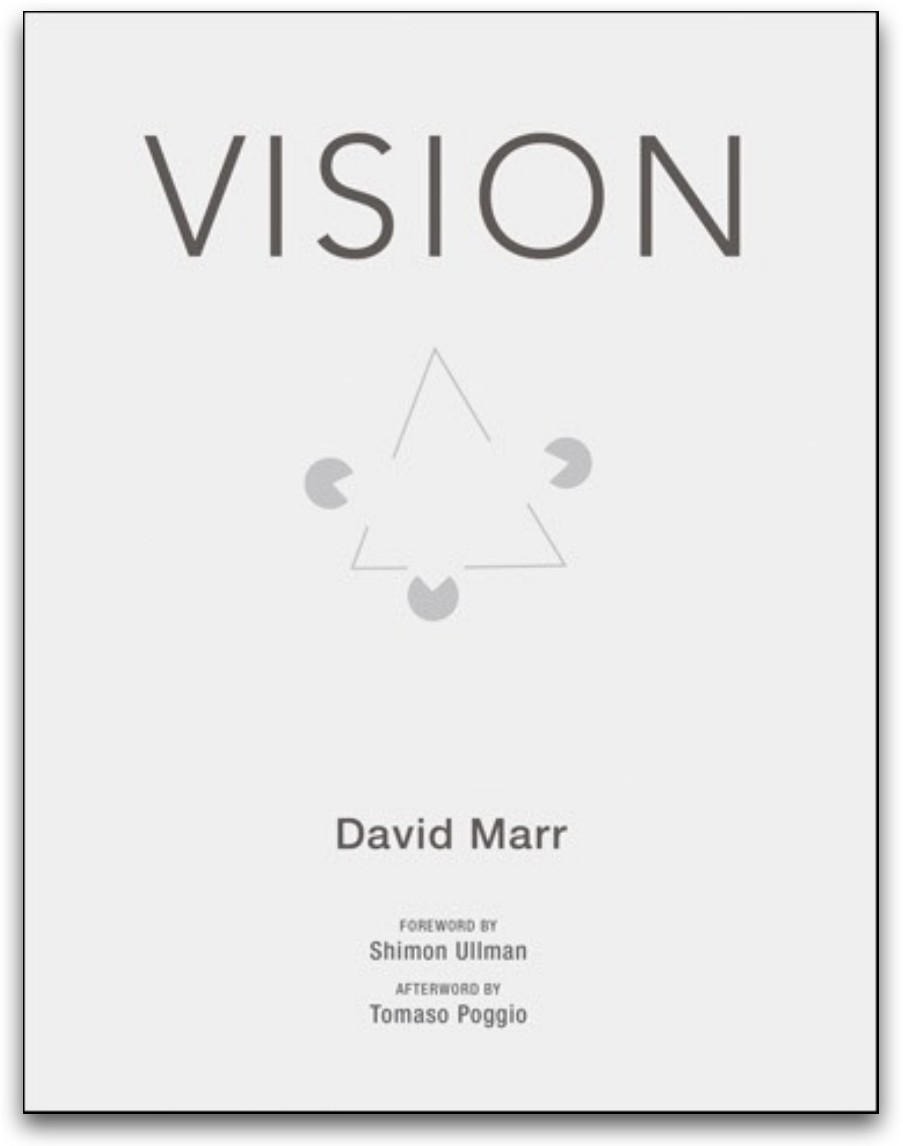 VISION
David Marr
FOREWORD BY
Shimon Ullman
AFTERWORD BY
Tomaso Poggio